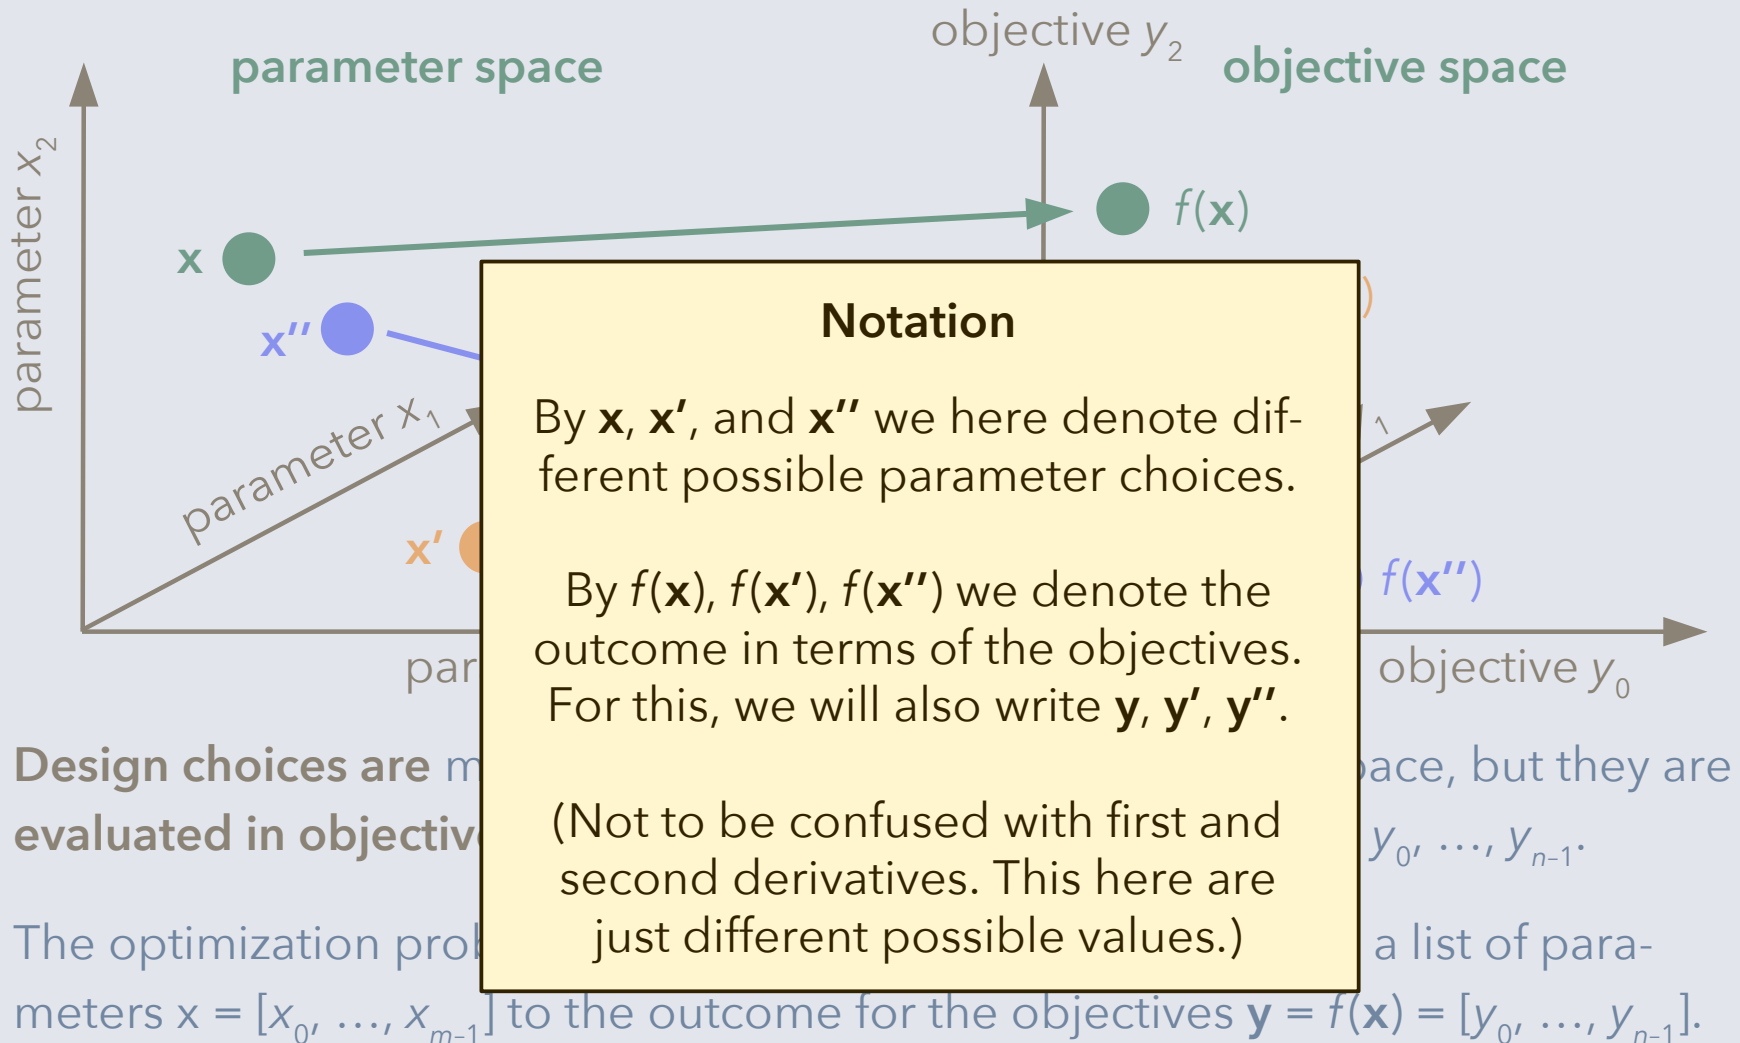 objective y₂
parameter space
objective space
parameter x₂
f(x)
x
x′′
)
parameter x₁
₁
x′
f(x′′)
objective y₀
Notation
By x, x′, and x′′ we here denote dif-
ferent possible parameter choices.
By f(x), f(x′), f(x′′) we denote the
outcome in terms of the objectives.
For this, we will also write y, y′, y′′.
(Not to be confused with first and
second derivatives. This here are
just different possible values.)
Design choices are but they are
evaluated in y₀, …, yₙ₋₁.
The optimization a list of para-
meters x = [x₀, …, xₘ₋₁] to the outcome for the objectives y = f(x) = [y₀, …, yₙ₋₁].